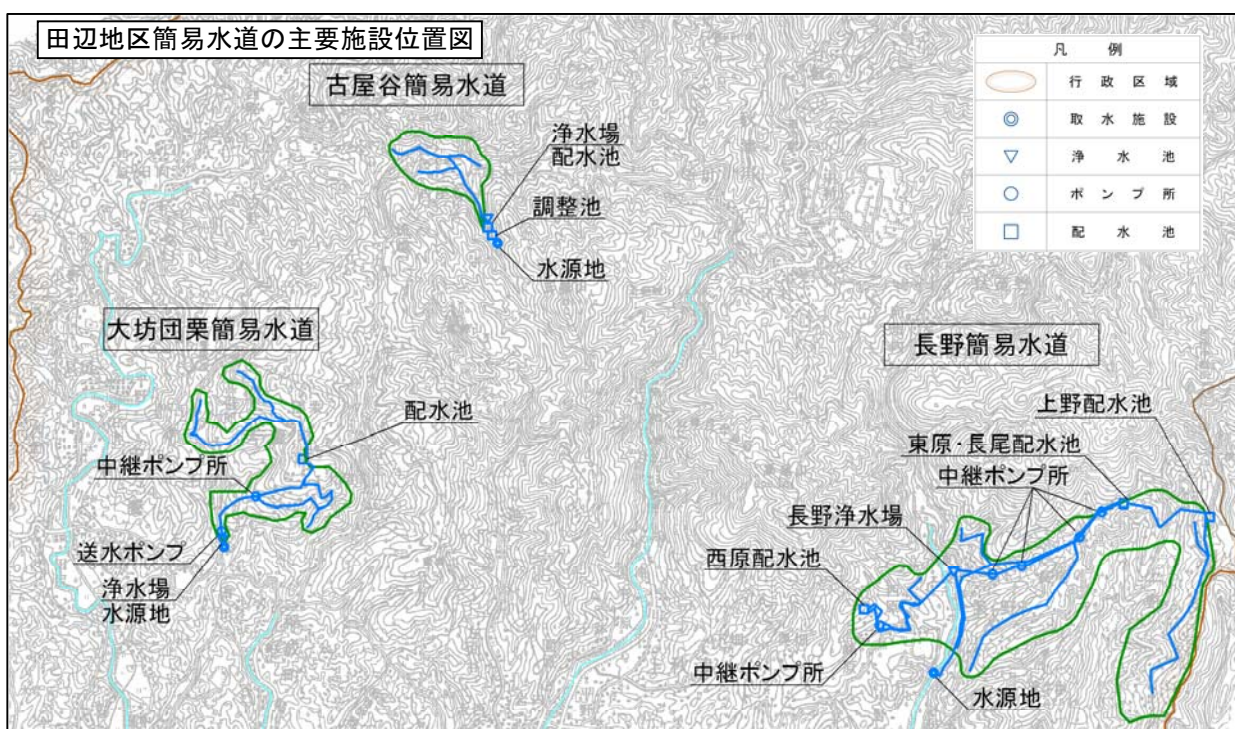 田辺地区簡易水道の主要施設位置図
凡例
行政区域
取水施設
浄水池
ポンプ所
配水池
古屋谷簡易水道
浄水場
配水池
調整池
水源地
大坊団栗簡易水道
配水池
中継ポンプ所
送水ポンプ
浄水場
水源地
長野簡易水道
上野配水池
東原・長尾配水池
中継ポンプ所
長野浄水場
西原配水池
中継ポンプ所
水源地